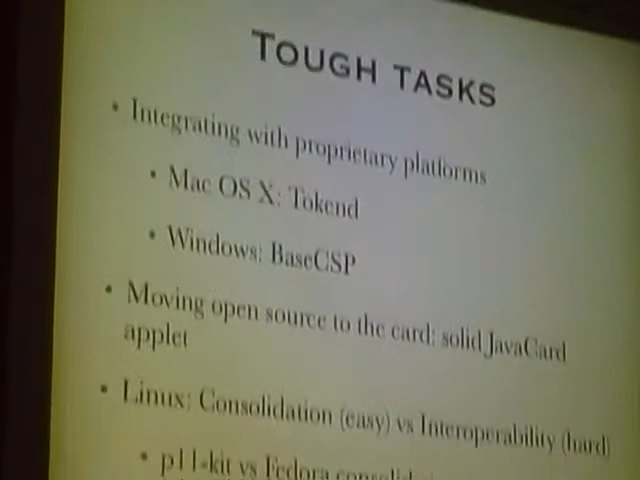 TOUGH TASKS
• Integrating with proprietary platforms
• Mac OS X: Tokend
• Windows: BaseCSP
• Moving open source to the card: solid JavaCard
applet
• Linux: Consolidation (easy) vs Interoperability (hard)
• p11-kit vs Fedora